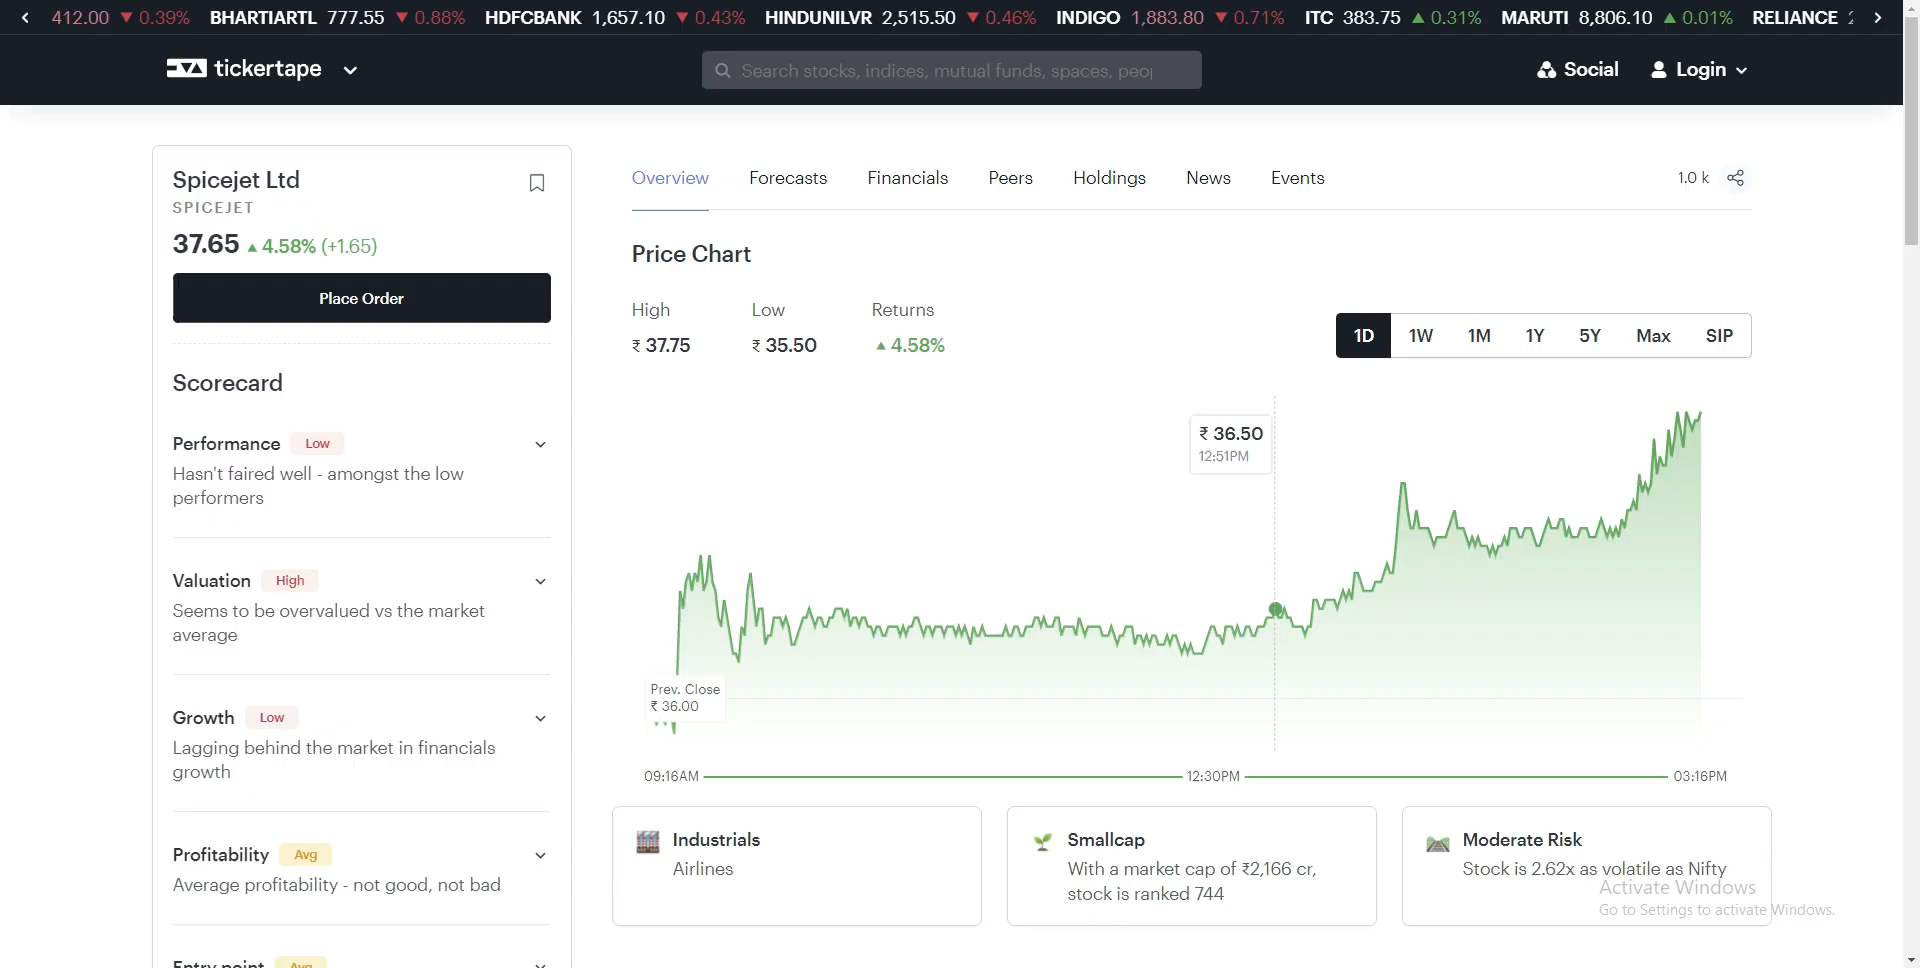 412.00 ▼ 0.39% BHARTIARTL 777.55 ▼ 0.88% HDFCBANK 1,657.10 ▼ 0.43% HINDUNILVR 2,515.50 ▼ 0.46% INDIGO 1,883.80 ▼ 0.71% ITC 383.75 ▲ 0.31% MARUTI 8,806.10 ▲ 0.01% RELIANCE
tickertape
Search stocks, indices, mutual funds, spaces,
Social
Login
Spicejet Ltd
SPICEJET
37.65 ▲ 4.58% (+1.65)
Place Order
Scorecard
Performance Low
Hasn't faired well - amongst the low
performers
Valuation High
Seems to be overvalued vs the market
average
Growth Low
Lagging behind the market in financials
growth
Profitability Avg
Average profitability - not good, not bad
Entry point Avg
Overview Forecasts Financials Peers Holdings News Events
1.0 k
Price Chart
High Low Returns
₹ 37.75 ₹ 35.50 ▲ 4.58%
1D 1W 1M 1Y 5Y Max SIP
₹ 36.50
12:51PM
Prev. Close
₹ 36.00
09:16AM 12:30PM 03:16PM
Industrials
Airlines
Smallcap
With a market cap of ₹2,166 cr,
stock is ranked 744
Moderate Risk
Stock is 2.62x as volatile as Nifty
Activate Windows
Go to Settings to activate Windows.